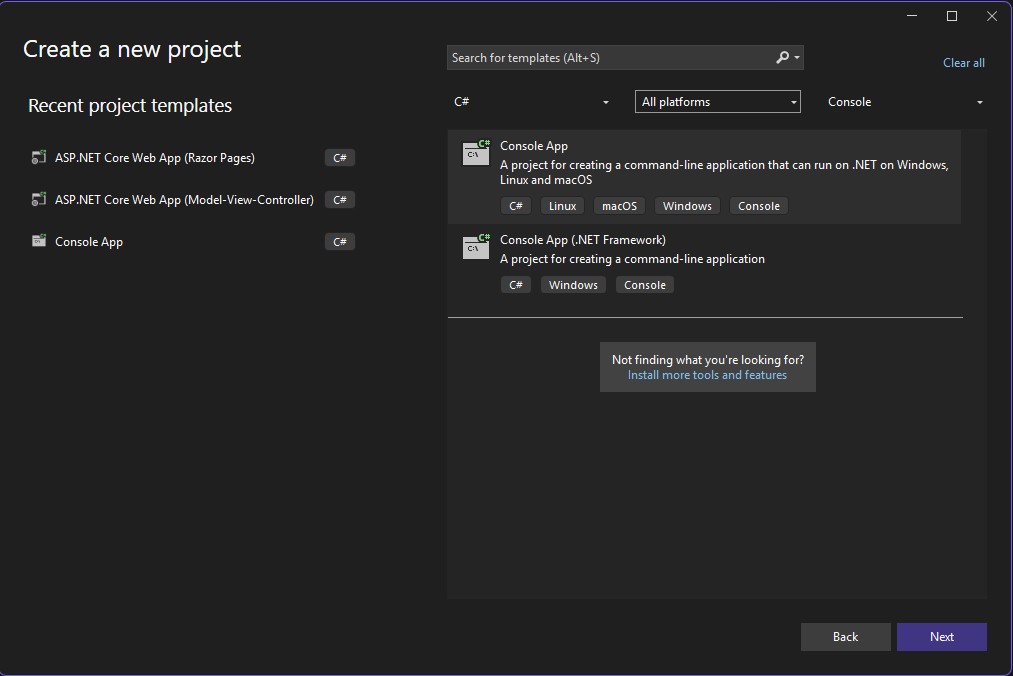 Create a new project
Search for templates (Alt+S)
Clear all
Recent project templates
C#
All platforms
Console
ASP.NET Core Web App (Razor Pages)
C#
ASP.NET Core Web App (Model-View-Controller)
C#
Console App
C#
C#
C:\
Console App
A project for creating a command-line application that can run on .NET on Windows,
Linux and macOS
C#
Linux
macOS
Windows
Console
C#
C:\
Console App (.NET Framework)
A project for creating a command-line application
C#
Windows
Console
Not finding what you're looking for?
Install more tools and features
Back
Next